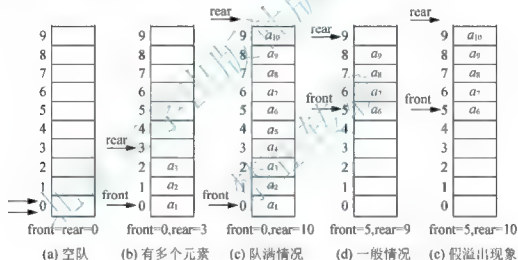 rear
9 9 9 a₁₀ rear 9 rear 9 a₁₀
8 8 8 a₉ 8 a₉ 8 a₉
7 7 7 a₈ 7 a₈ 7 a₈
6 6 6 a₇ 6 a₇ 6 a₇
5 5 5 a₆ front 5 a₆ front 5 a₆
4 4 4 a₅ 4 4
3 rear 3 3 a₄ 3 3
2 2 a₃ 2 a₃ 2 2
1 1 a₂ 1 a₂ 1 1
0 front 0 a₁ front 0 a₁ 0 0
front=rear=0 front=0,rear=3 front=0,rear=10 front=5,rear=9 front=5,rear=10
(a) 空队 (b) 有多个元素 (c) 队满情况 (d) 一般情况 (e) 假溢出现象